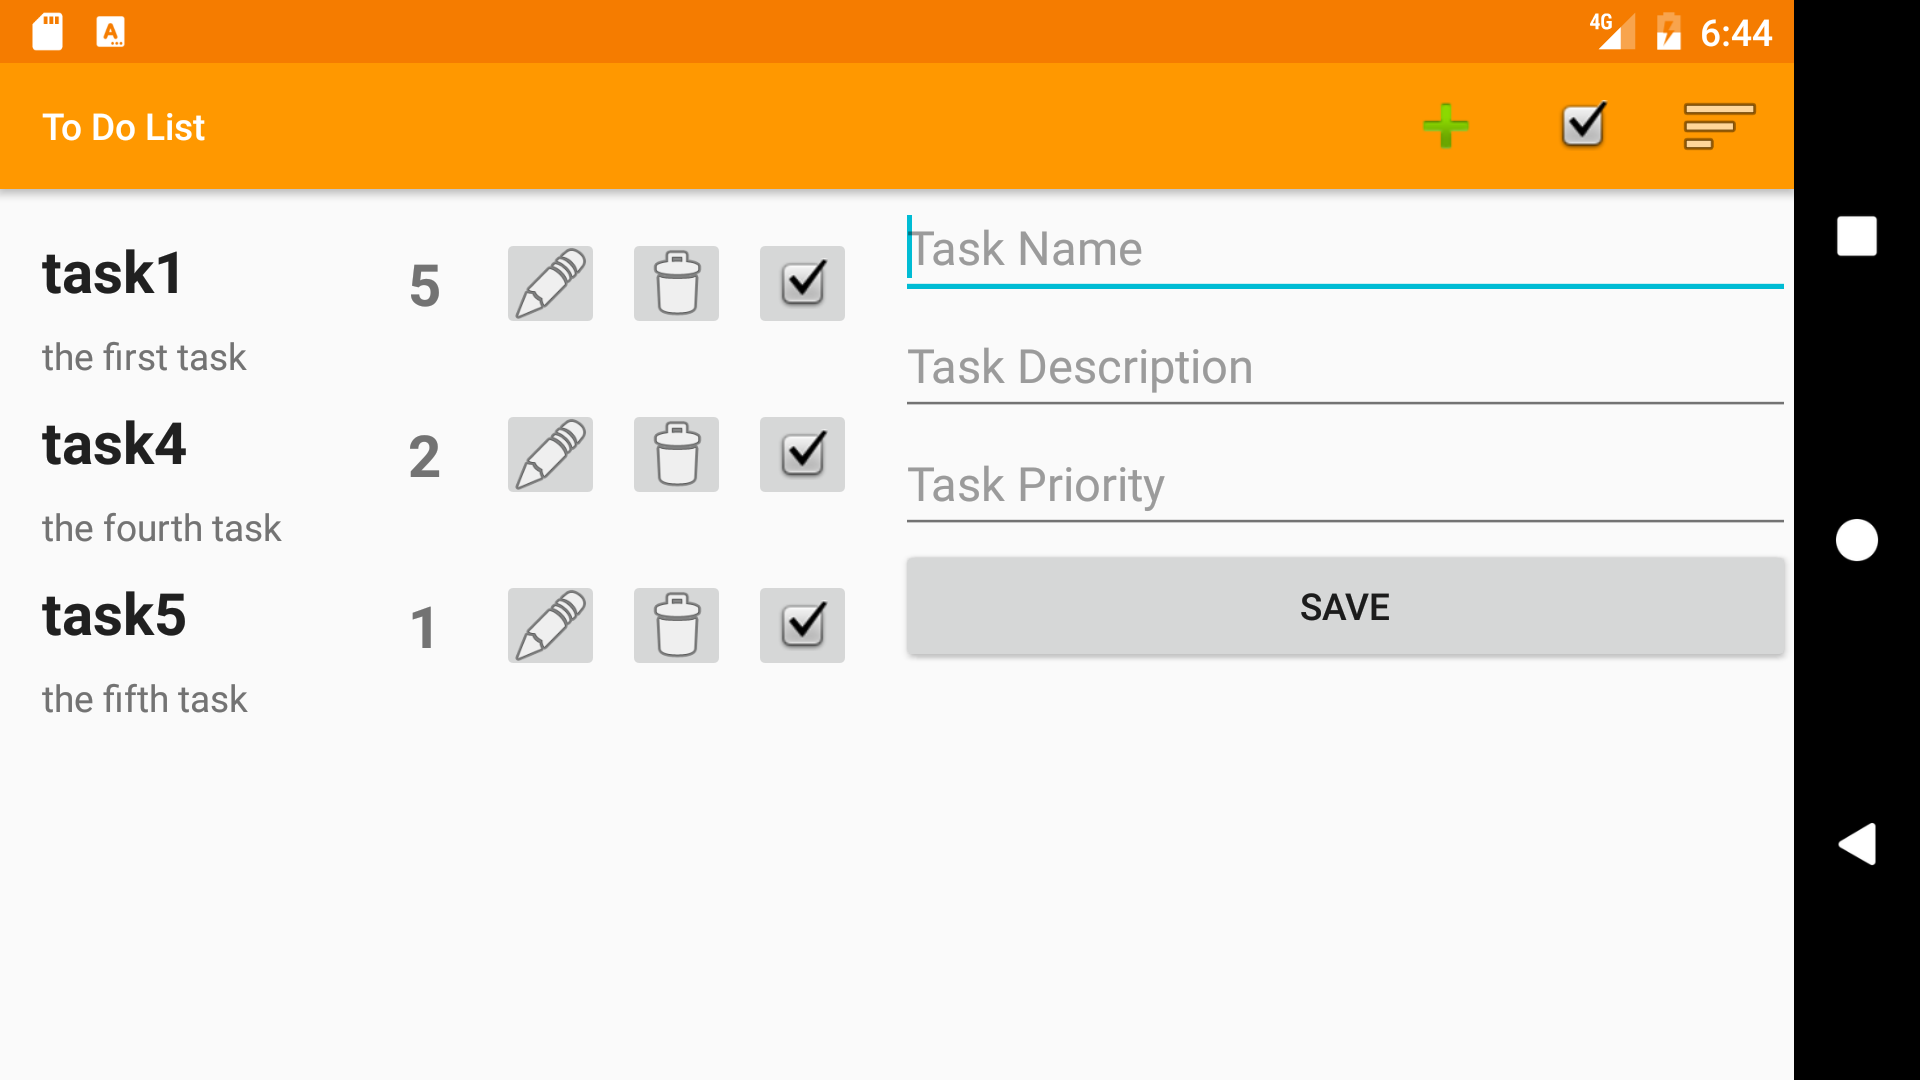 4G 6:44
To Do List
task1 5
the first task
task4 2
the fourth task
task5 1
the fifth task
Task Name
Task Description
Task Priority
SAVE